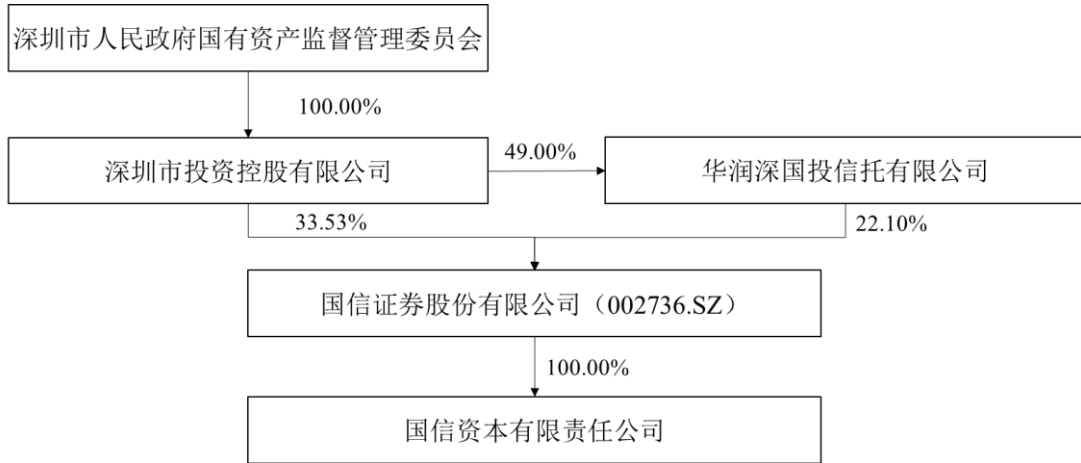 深圳市人民政府国有资产监督管理委员会
100.00%
深圳市投资控股有限公司
49.00%
华润深国投信托有限公司
33.53%
22.10%
国信证券股份有限公司（002736.SZ）
100.00%
国信资本有限责任公司